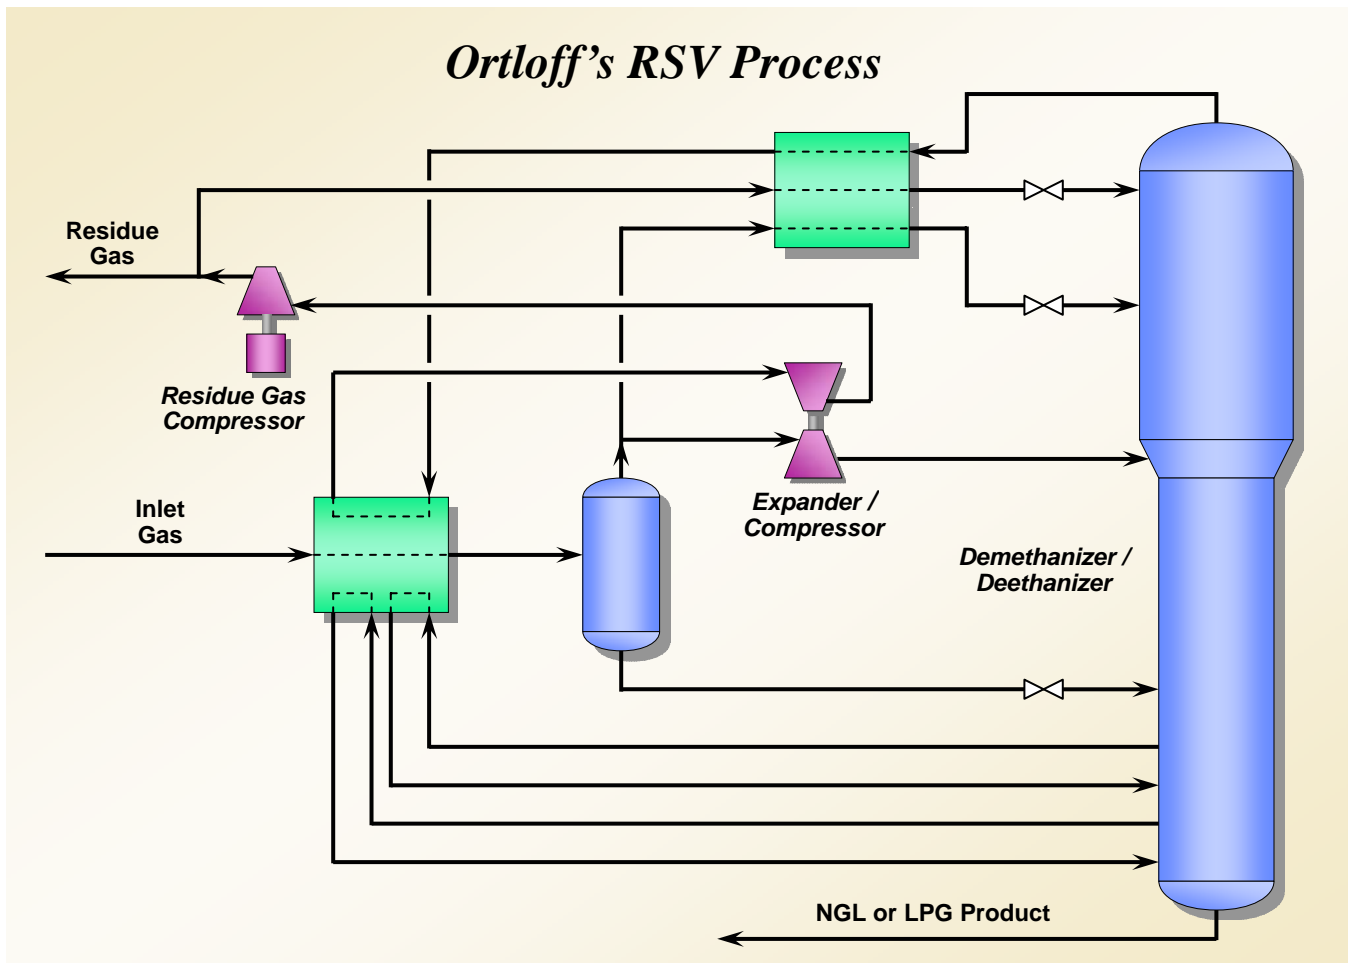 Ortloff’s RSV Process
Residue
Gas
Residue Gas
Compressor
Inlet
Gas
Expander /
Compressor
Demethanizer /
Deethanizer
NGL or LPG Product